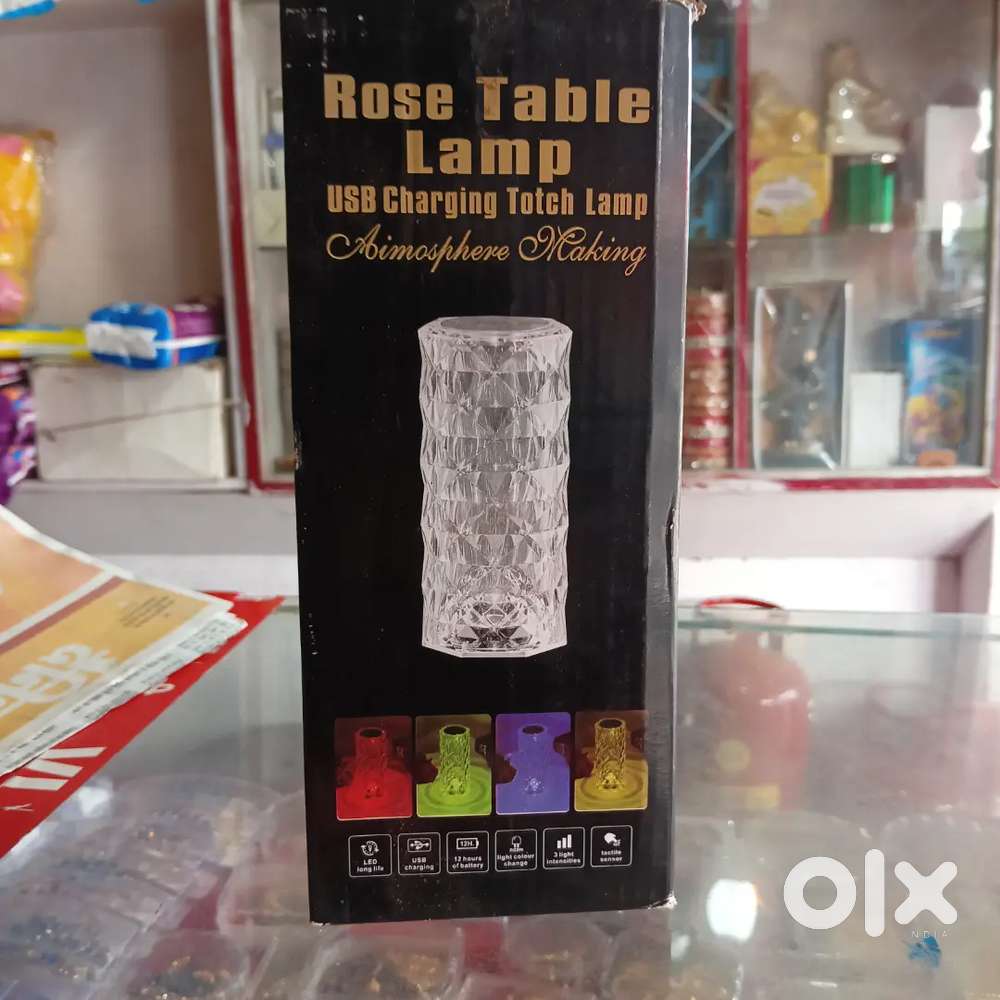 Rose Table
Lamp
USB Charging Totch Lamp
Aimosphere Making
LED
long life
USB
charging
12H
12 hours
of battery
light colour
change
3 light
intensities
tactile
sensor
olx
INDIA